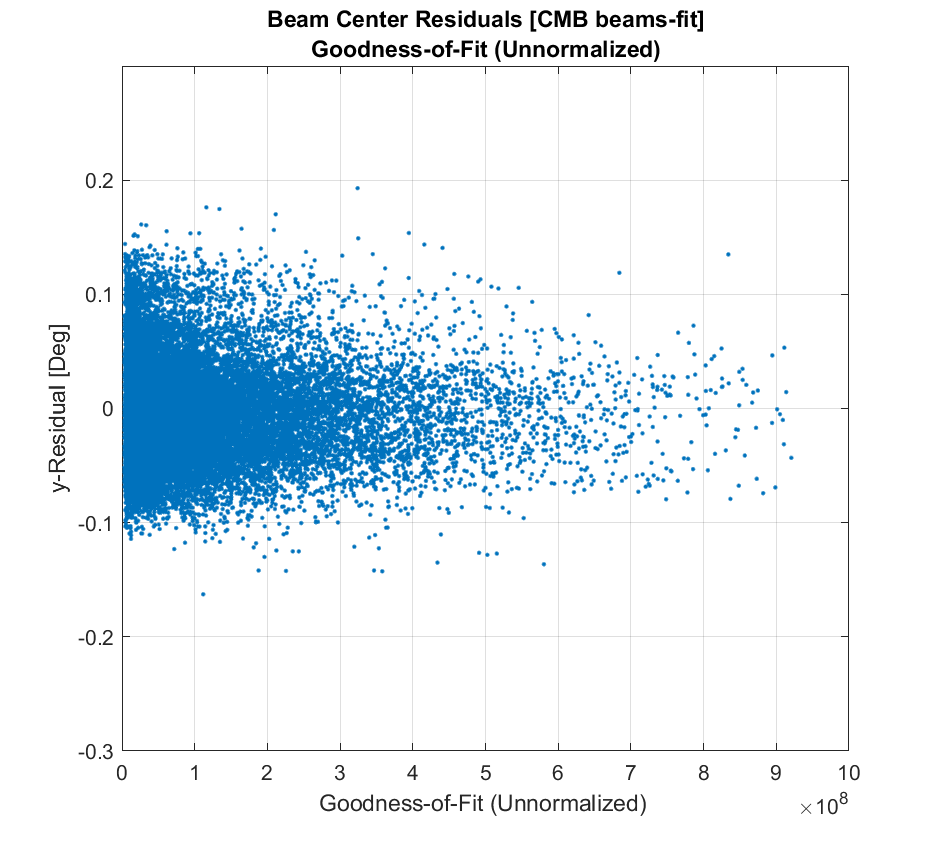 Beam Center Residuals [CMB beams-fit]
Goodness-of-Fit (Unnormalized)
y-Residual [Deg]
0.2
0.1
0
-0.1
-0.2
-0.3
0 1 2 3 4 5 6 7 8 9 10
Goodness-of-Fit (Unnormalized)
×10⁸